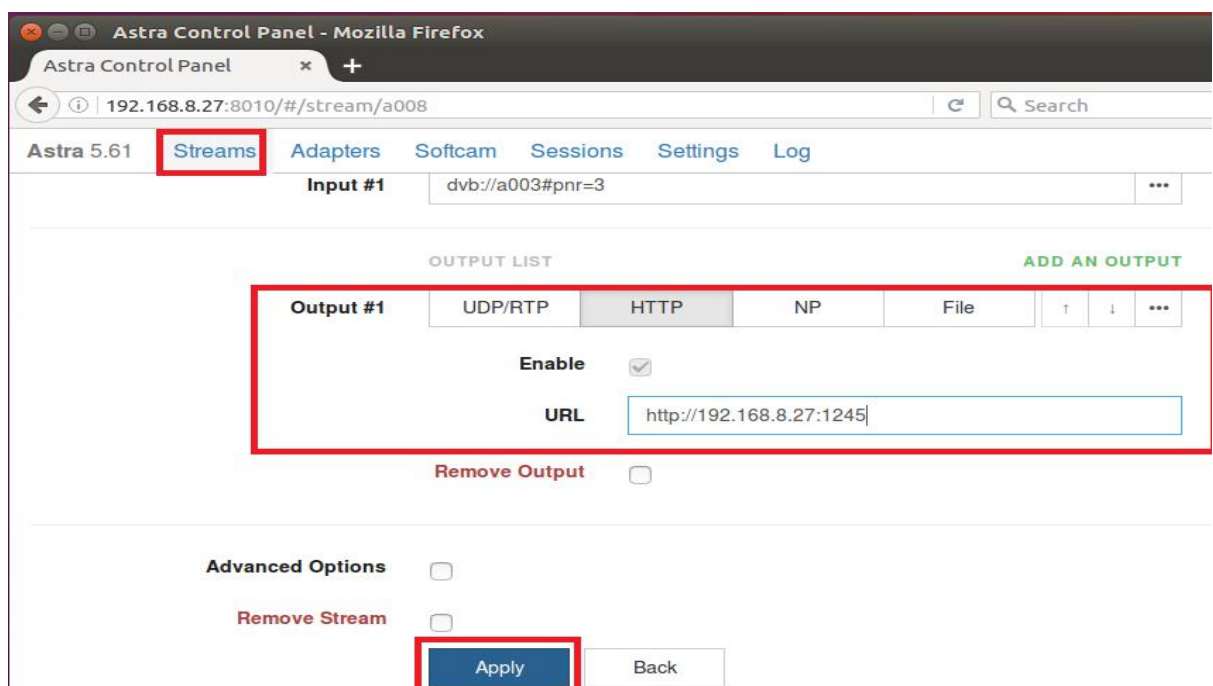 Astra Control Panel - Mozilla Firefox
Astra Control Panel
192.168.8.27:8010/#/stream/a008
Search
Astra 5.61 Streams Adapters Softcam Sessions Settings Log
Input #1 dvb://a003#pnr=3
OUTPUT LIST ADD AN OUTPUT
Output #1 UDP/RTP HTTP NP File
Enable
URL http://192.168.8.27:1245
Remove Output
Advanced Options
Remove Stream
Apply Back